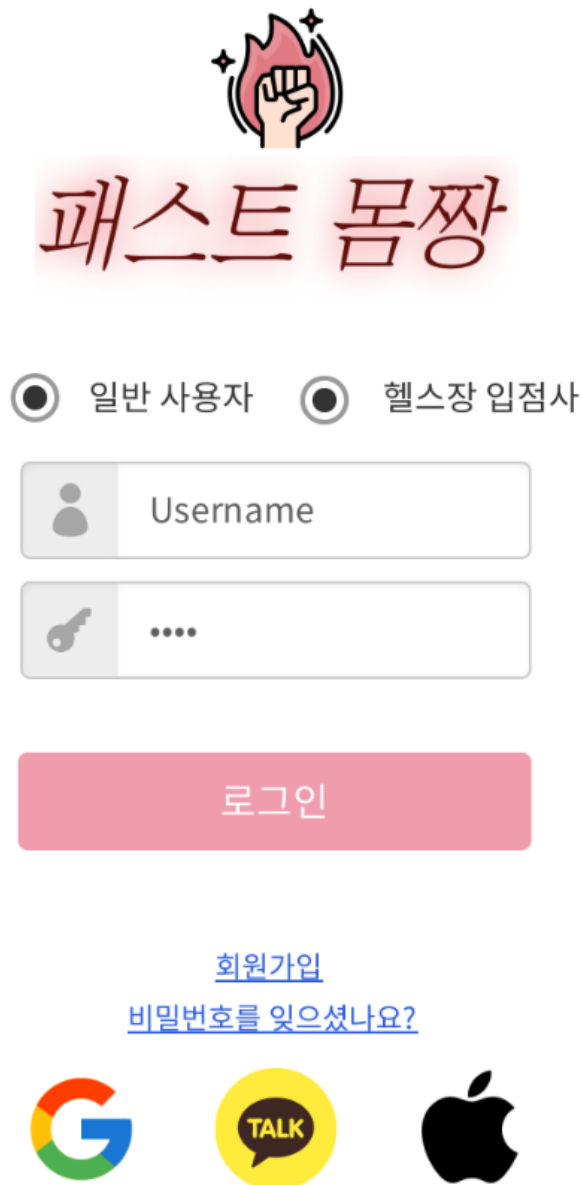 패스트 몸짱
일반 사용자 헬스장 입점사
Username
••••
로그인
회원가입
비밀번호를 잊으셨나요?
TALK